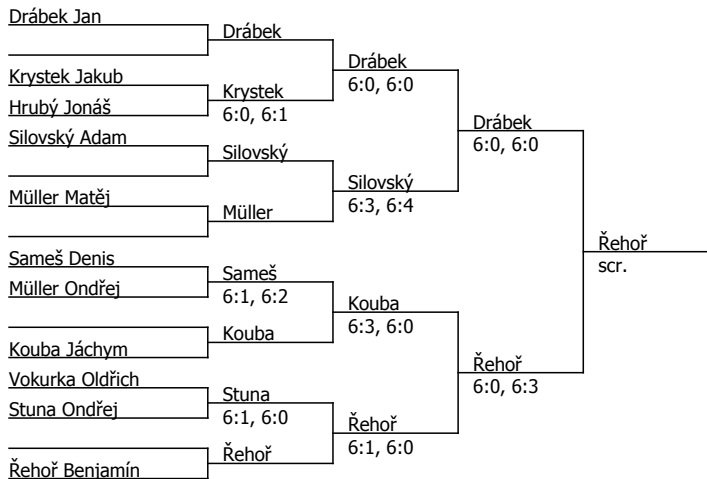 Drábek Jan
Drábek
Drábek
6:0, 6:0
Krystek Jakub
Krystek
6:0, 6:1
Hrubý Jonáš
Drábek
6:0, 6:0
Silovský Adam
Silovský
Silovský
6:3, 6:4
Müller Matěj
Müller
Řehoř
scr.
Sameš Denis
Sameš
6:1, 6:2
Müller Ondřej
Kouba
6:3, 6:0
Kouba
Kouba Jáchym
Řehoř
6:0, 6:3
Vokurka Oldřich
Stuna
6:1, 6:0
Stuna Ondřej
Řehoř
6:1, 6:0
Řehoř
Řehoř Benjamín